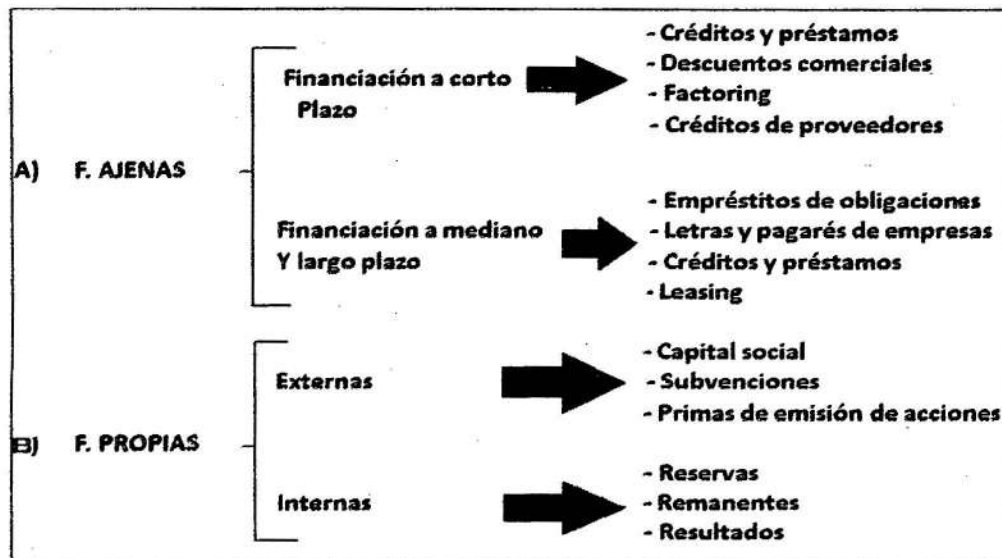 A) F. AJENAS
Financiación a corto
Plazo
- Créditos y préstamos
- Descuentos comerciales
- Factoring
- Créditos de proveedores
Financiación a mediano
Y largo plazo
- Empréstitos de obligaciones
- Letras y pagarés de empresas
- Créditos y préstamos
- Leasing
B) F. PROPIAS
Externas
- Capital social
- Subvenciones
- Primas de emisión de acciones
Internas
- Reservas
- Remanentes
- Resultados